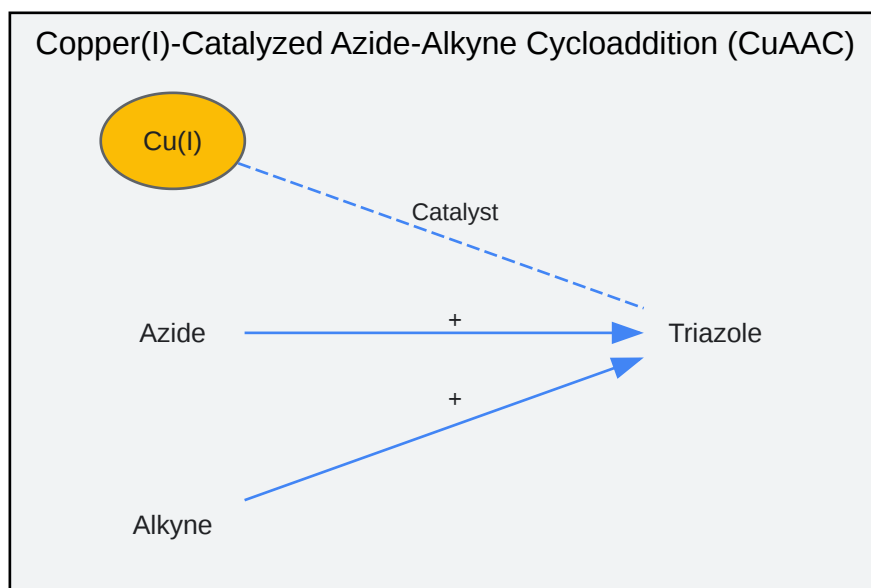 Copper(I)-Catalyzed Azide-Alkyne Cycloaddition (CuAAC)
Cu(I)
Catalyst
+
Azide
Triazole
+
Alkyne